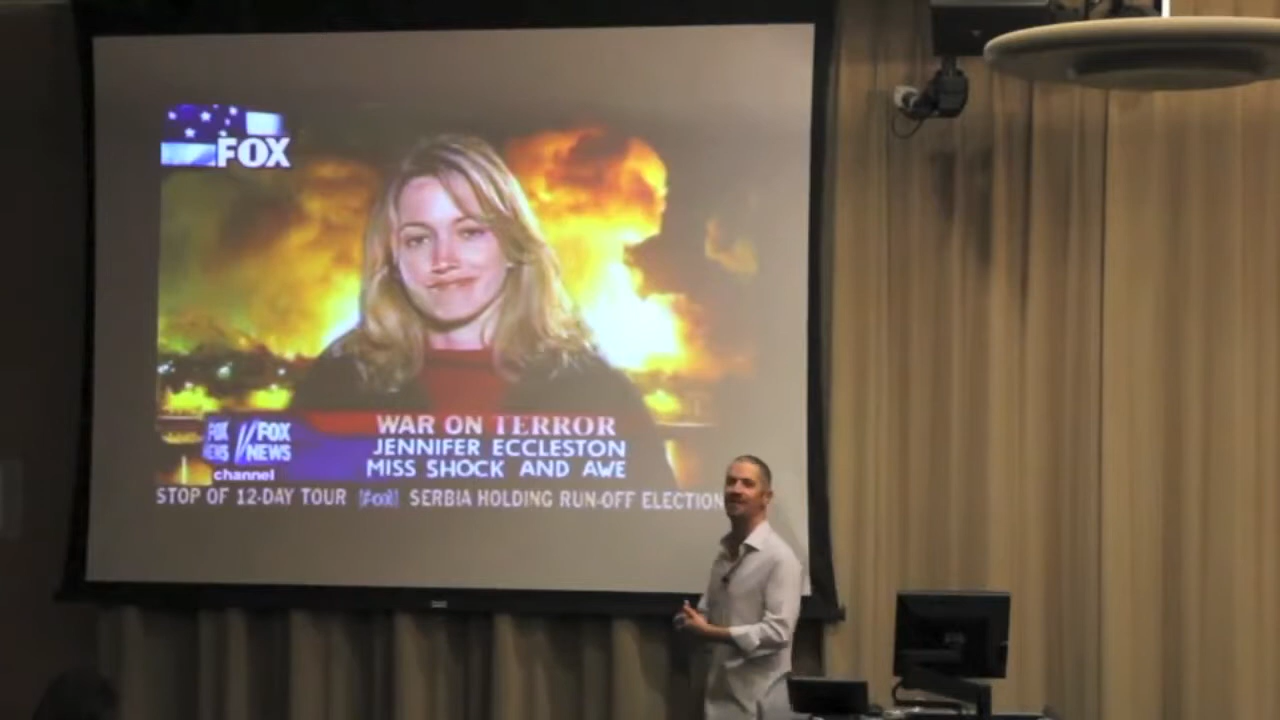 FOX
WAR ON TERROR
FOX NEWS
FOX NEWS
channel
JENNIFER ECCLESTON
MISS SHOCK AND AWE
STOP OF 12-DAY TOUR SERBIA HOLDING RUN-OFF ELECTION